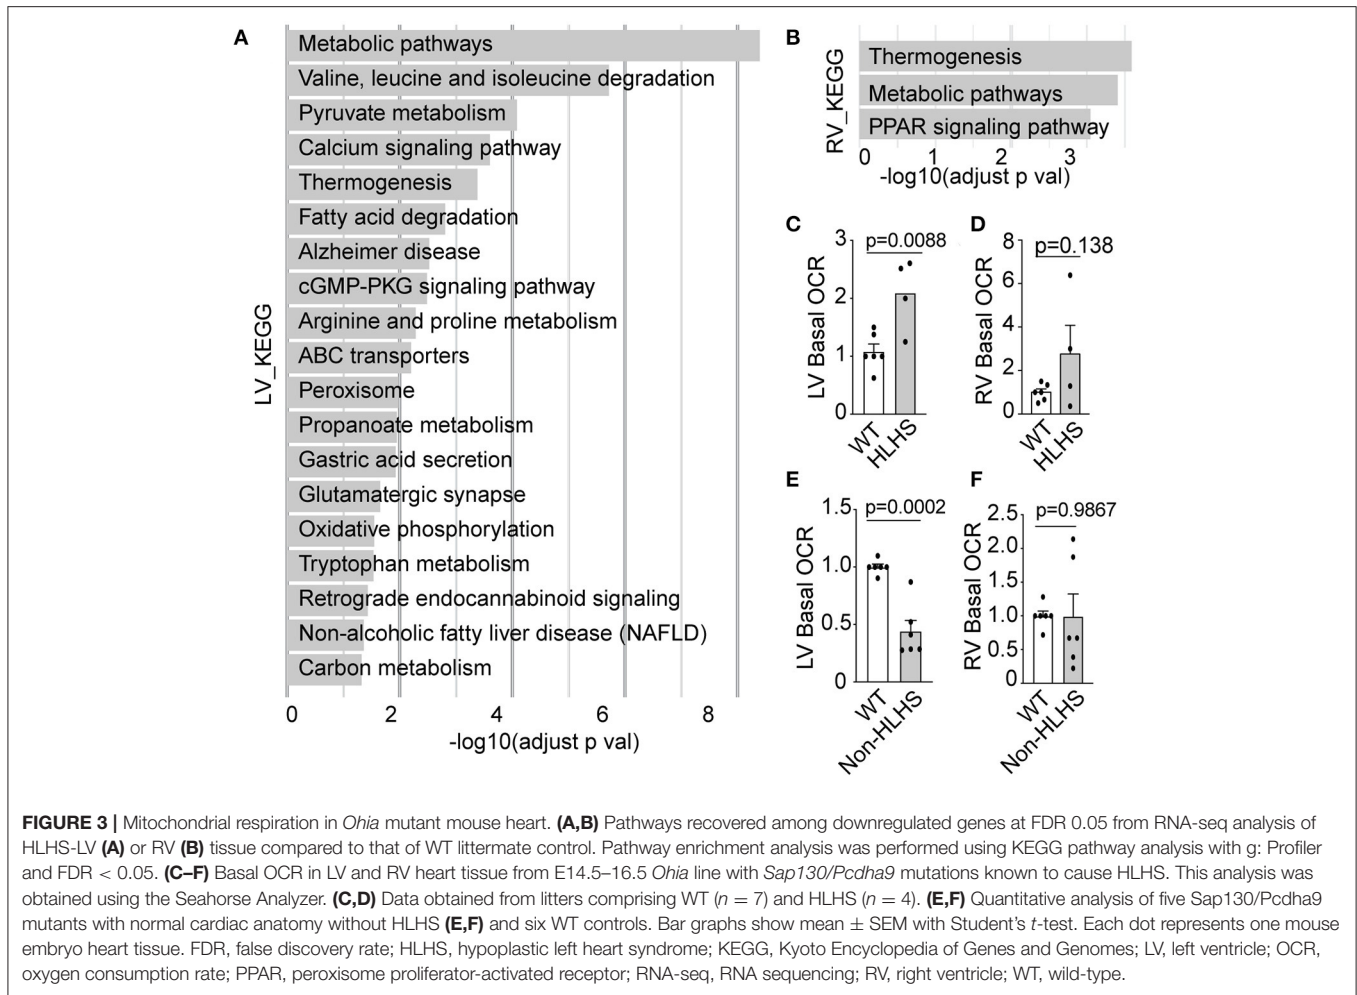 A
LV_KEGG
Metabolic pathways
Valine, leucine and isoleucine degradation
Pyruvate metabolism
Calcium signaling pathway
Thermogenesis
Fatty acid degradation
Alzheimer disease
cGMP-PKG signaling pathway
Arginine and proline metabolism
ABC transporters
Peroxisome
Propanoate metabolism
Gastric acid secretion
Glutamatergic synapse
Oxidative phosphorylation
Tryptophan metabolism
Retrograde endocannabinoid signaling
Non-alcoholic fatty liver disease (NAFLD)
Carbon metabolism
0 2 4 6 8
-log10(adjust p val)
B
RV_KEGG
Thermogenesis
Metabolic pathways
PPAR signaling pathway
0 1 2 3
-log10(adjust p val)
C
LV Basal OCR
3
2
1
0
p=0.0088
WT
HLHS
D
RV Basal OCR
8
6
4
2
0
p=0.138
WT
HLHS
E
LV Basal OCR
1.5
1.0
0.5
0
p=0.0002
WT
Non-HLHS
F
RV Basal OCR
2.5
2.0
1.5
1.0
0.5
0
p=0.9867
WT
Non-HLHS
FIGURE 3 | Mitochondrial respiration in Ohia mutant mouse heart. (A,B) Pathways recovered among downregulated genes at FDR 0.05 from RNA-seq analysis of
HLHS-LV (A) or RV (B) tissue compared to that of WT littermate control. Pathway enrichment analysis was performed using KEGG pathway analysis with g: Profiler
and FDR < 0.05. (C–F) Basal OCR in LV and RV heart tissue from E14.5–16.5 Ohia line with Sap130/Pcdha9 mutations known to cause HLHS. This analysis was
obtained using the Seahorse Analyzer. (C,D) Data obtained from litters comprising WT (n = 7) and HLHS (n = 4). (E,F) Quantitative analysis of five Sap130/Pcdha9
mutants with normal cardiac anatomy without HLHS (E,F) and six WT controls. Bar graphs show mean ± SEM with Student's t-test. Each dot represents one mouse
embryo heart tissue. FDR, false discovery rate; HLHS, hypoplastic left heart syndrome; KEGG, Kyoto Encyclopedia of Genes and Genomes; LV, left ventricle; OCR,
oxygen consumption rate; PPAR, peroxisome proliferator-activated receptor; RNA-seq, RNA sequencing; RV, right ventricle; WT, wild-type.